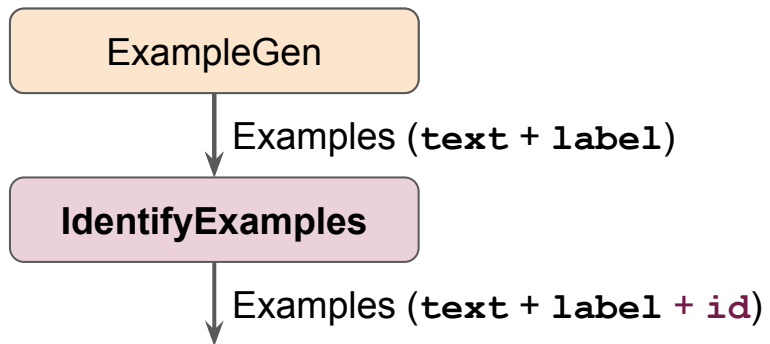 ExampleGen
Examples (text + label)
IdentifyExamples
Examples (text + label + id)